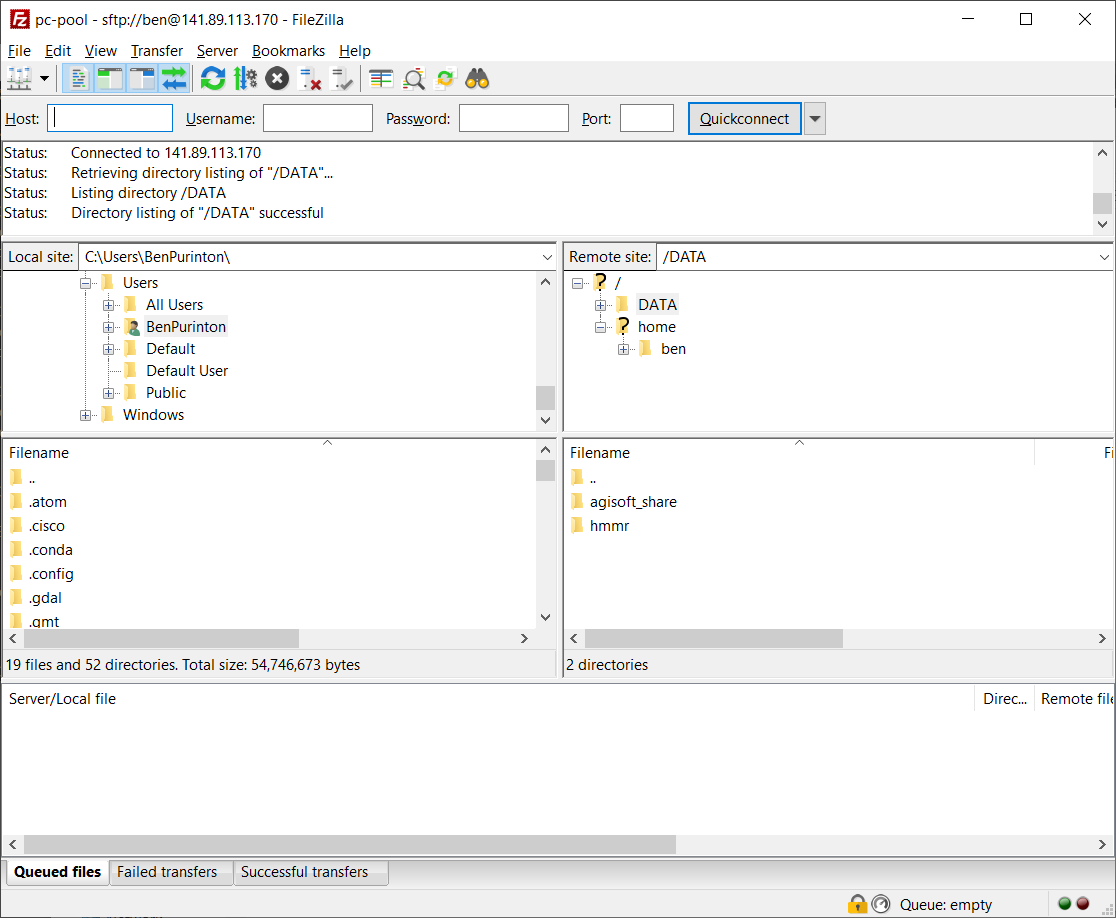 pc-pool - sftp://ben@141.89.113.170 - FileZilla
File Edit View Transfer Server Bookmarks Help
Host: Username: Password: Port: Quickconnect
Status: Connected to 141.89.113.170
Status: Retrieving directory listing of "/DATA"...
Status: Listing directory /DATA
Status: Directory listing of "/DATA" successful
Local site: C:\Users\BenPurinton\
Users
All Users
BenPurinton
Default
Default User
Public
Windows
Remote site: /DATA
/
DATA
home
ben
Filename
..
.atom
.cisco
.conda
.config
.gdal
.gmt
19 files and 52 directories. Total size: 54,746,673 bytes
Filename Fi
..
agisoft_share
hmmr
2 directories
Server/Local file Direc... Remote file
Queued files Failed transfers Successful transfers
Queue: empty